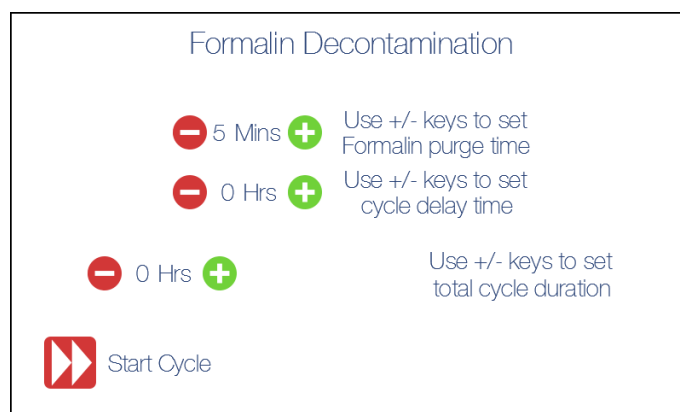 Formalin Decontamination
5 Mins
Use +/- keys to set
Formalin purge time
0 Hrs
Use +/- keys to set
cycle delay time
0 Hrs
Use +/- keys to set
total cycle duration
Start Cycle